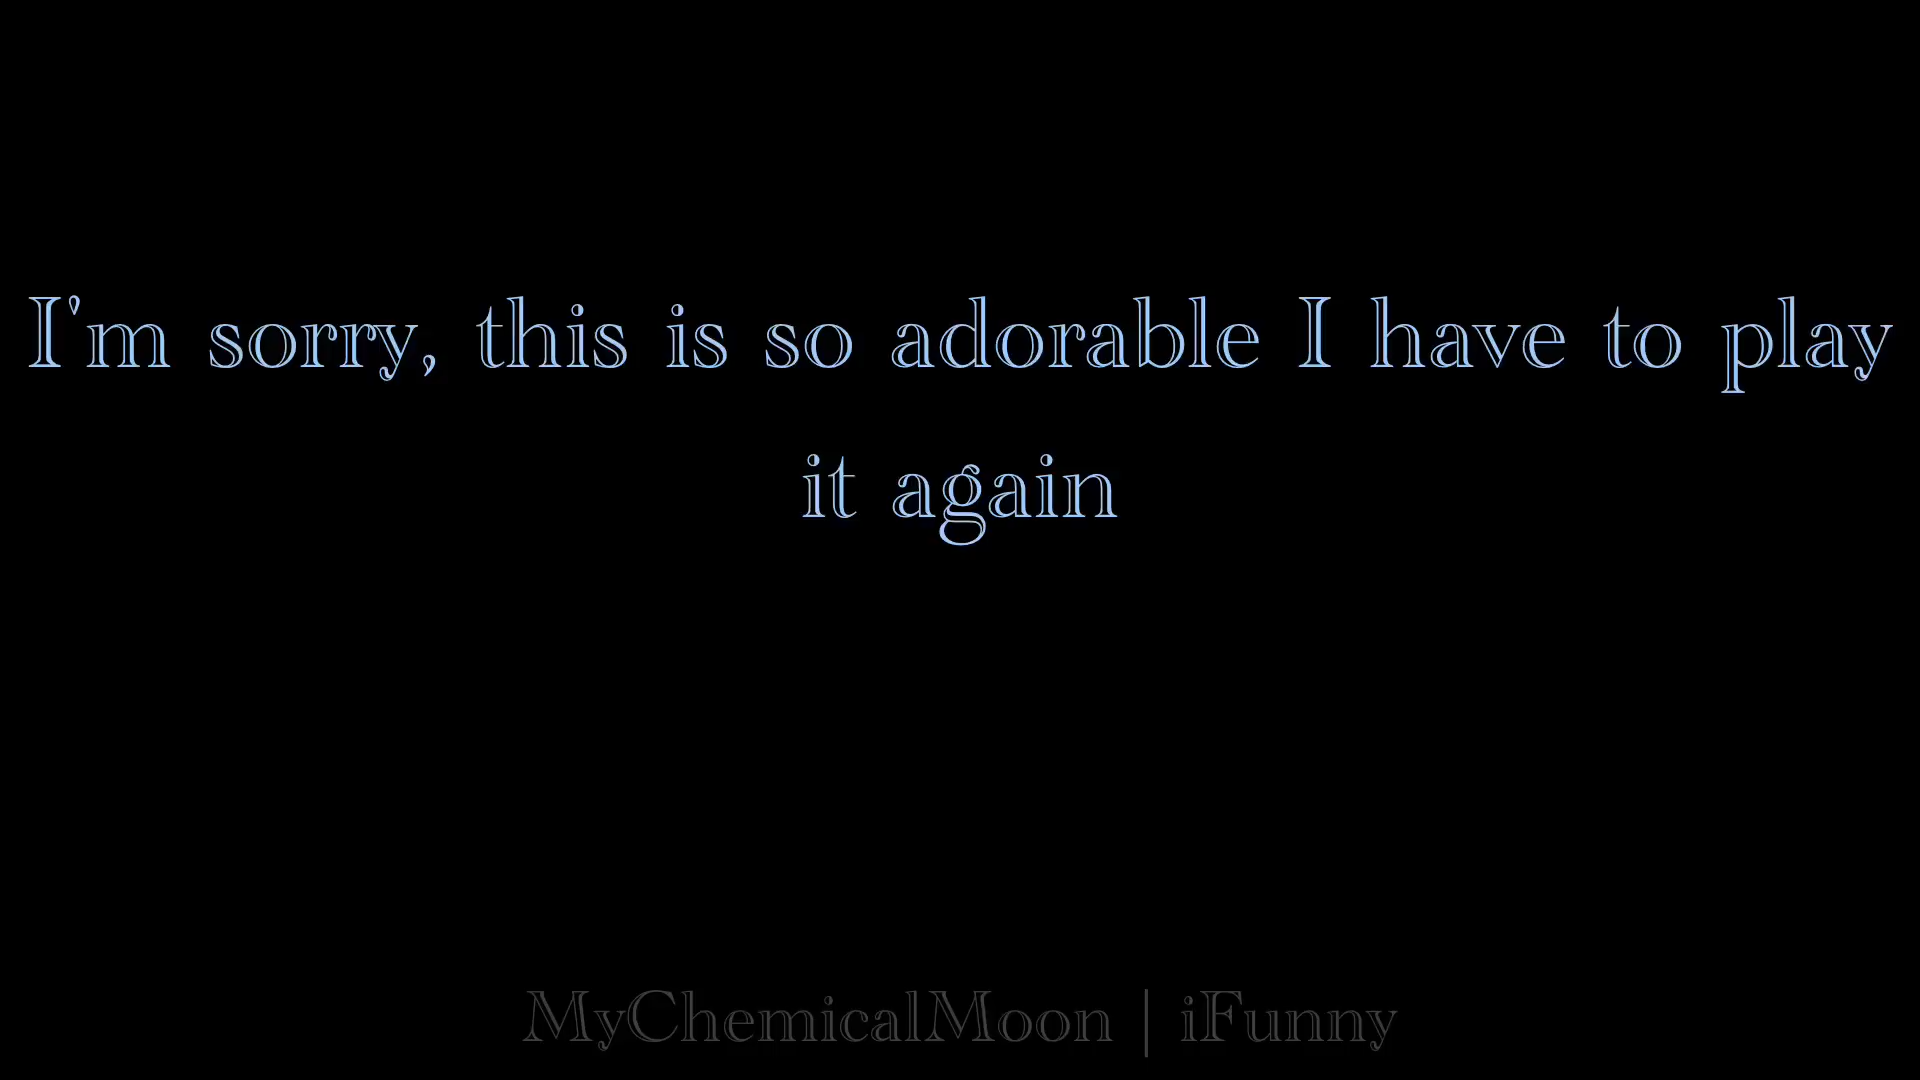 I'm sorry, this is so adorable I have to play
it again
MyChemicalMoon | iFunny